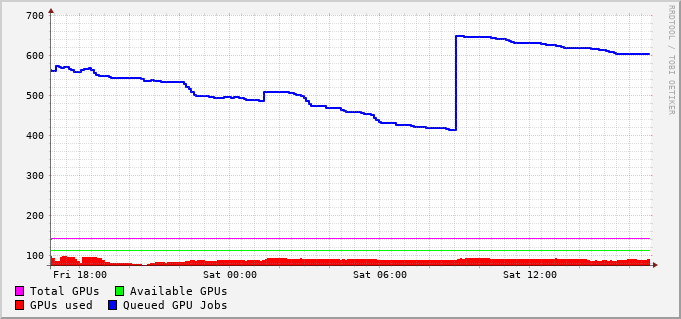 700
600
500
400
300
200
100
Fri 18:00 Sat 00:00 Sat 06:00 Sat 12:00
Total GPUs Available GPUs
GPUs used Queued GPU Jobs
RRDTOOL / TOBI OETIKER